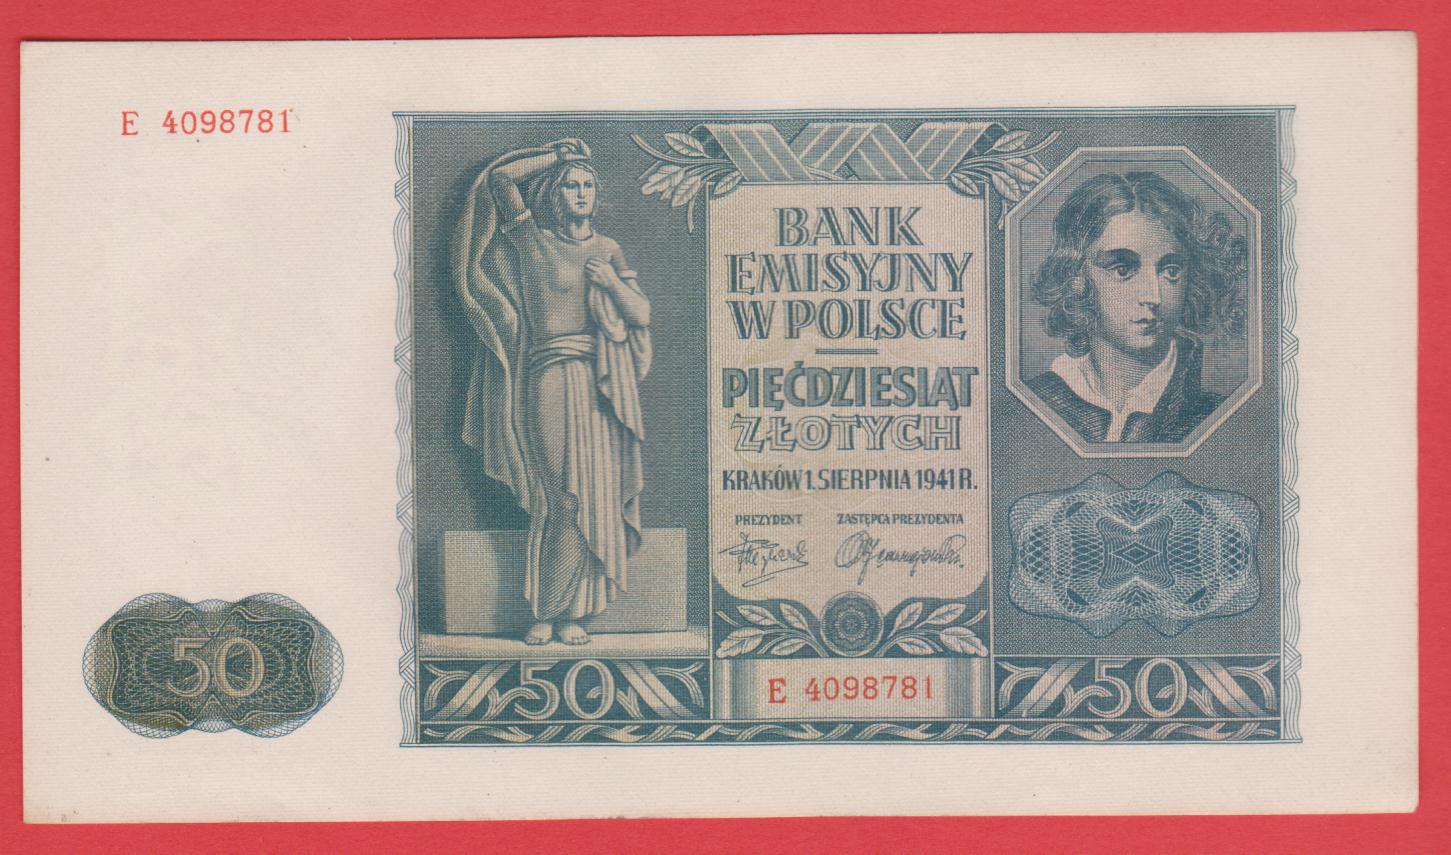 E 4098781
BANK
EMISYJNY
W POLSCE
PIĘĆDZIESIĄT
ZŁOTYCH
KRAKÓW 1. SIERPNIA 1941 R.
PREZYDENT ZASTĘPCA PREZYDENTA
50
50 E 4098781 50